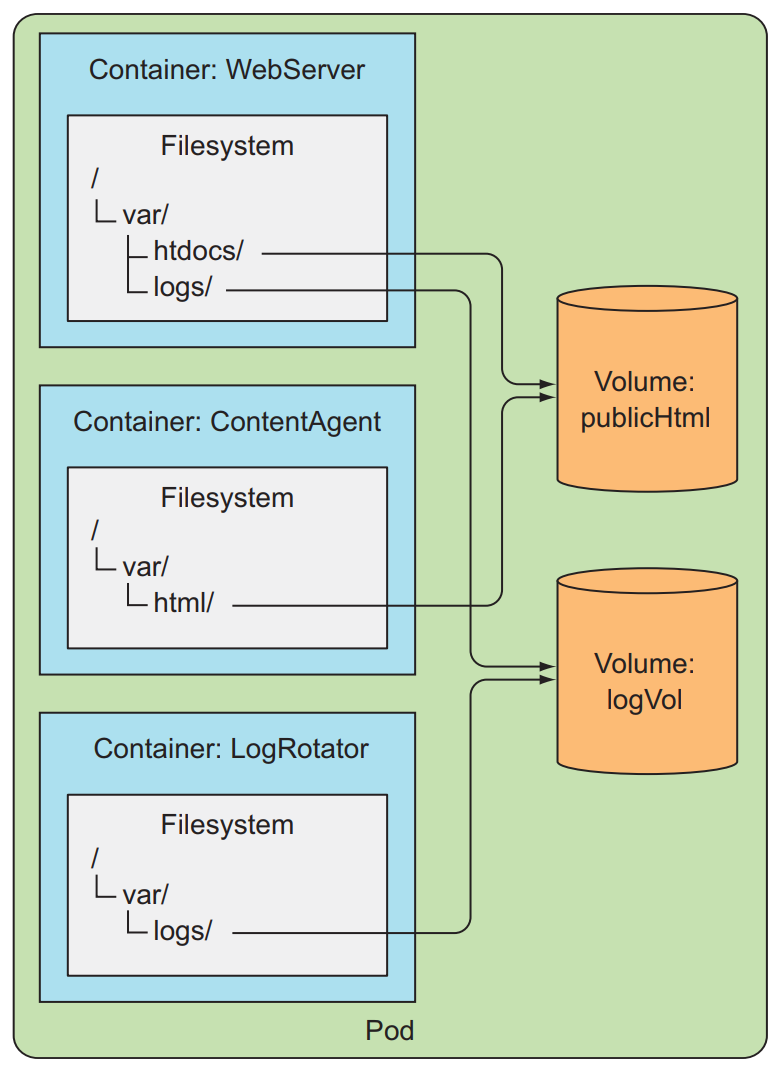 Container: WebServer
Filesystem
/
var/
htdocs/
logs/
Container: ContentAgent
Filesystem
/
var/
html/
Container: LogRotator
Filesystem
/
var/
logs/
Volume:
publicHtml
Volume:
logVol
Pod